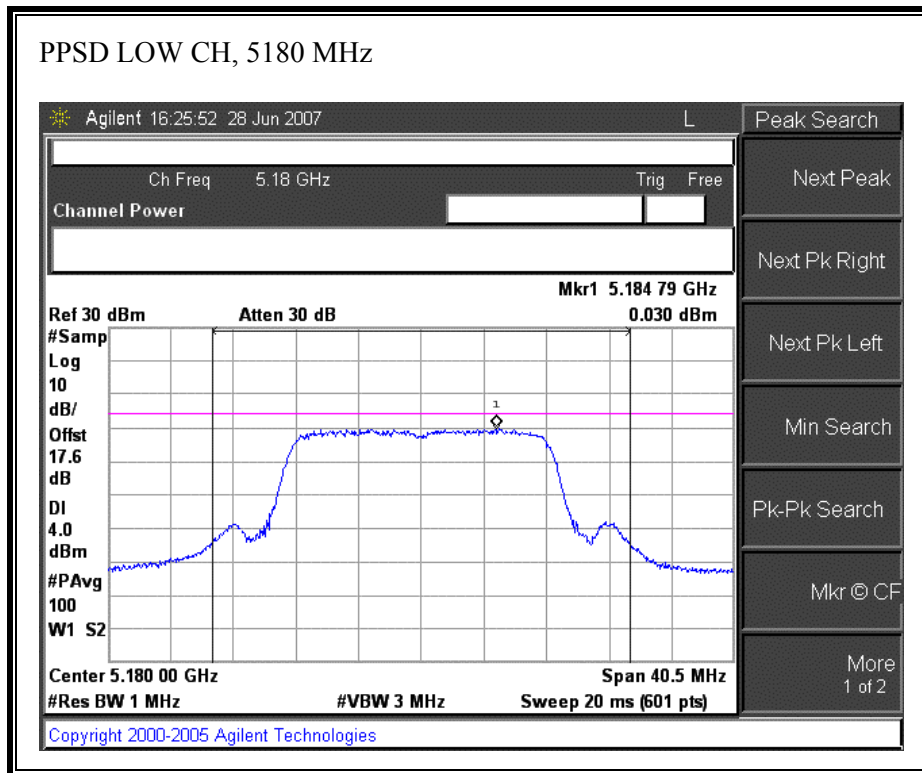 PPSD LOW CH, 5180 MHz
Agilent 16:25:52 28 Jun 2007 L Peak Search
Ch Freq 5.18 GHz Trig Free
Channel Power
Mkr1 5.184 79 GHz
Ref 30 dBm Atten 30 dB 0.030 dBm
#Samp
Log
10
dB/
Offst
17.6
dB
DI
4.0
dBm
#PAvg
100
W1 S2
1
Center 5.180 00 GHz Span 40.5 MHz
#Res BW 1 MHz #VBW 3 MHz Sweep 20 ms (601 pts)
Copyright 2000-2005 Agilent Technologies
Next Peak
Next Pk Right
Next Pk Left
Min Search
Pk-Pk Search
Mkr © CF
More
1 of 2